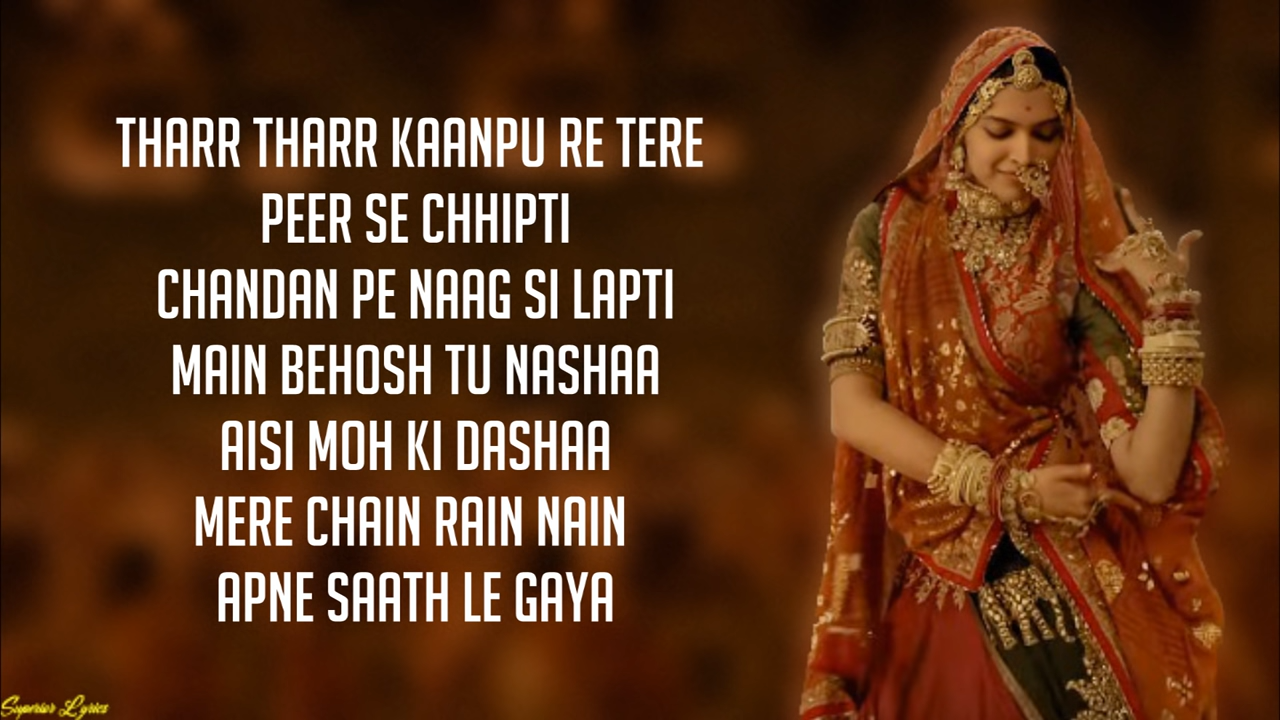 THARR THARR KAANPU RE TERE
PEER SE CHHIPTI
CHANDAN PE NAAG SI LAPTI
MAIN BEHOSH TU NASHAA
AISI MOH KI DASHAA
MERE CHAIN RAIN NAIN
APNE SAATH LE GAYA
Superior Lyrics